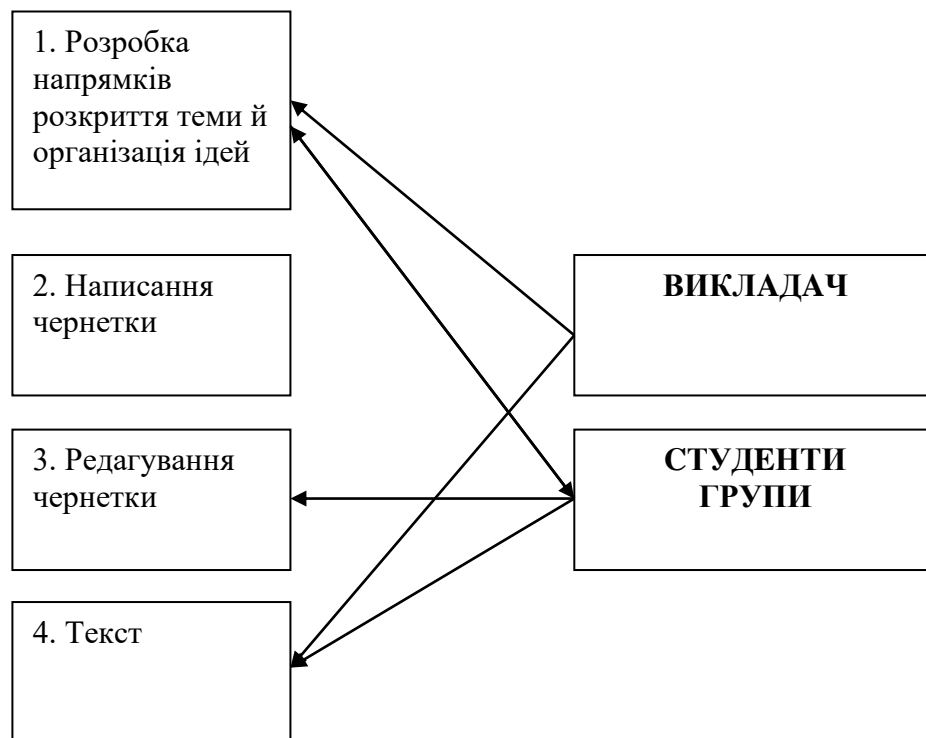 1. Розробка
напрямків
розкриття теми й
організація ідей
2. Написання
чернетки
ВИКЛАДАЧ
3. Редагування
чернетки
СТУДЕНТИ
ГРУПИ
4. Текст